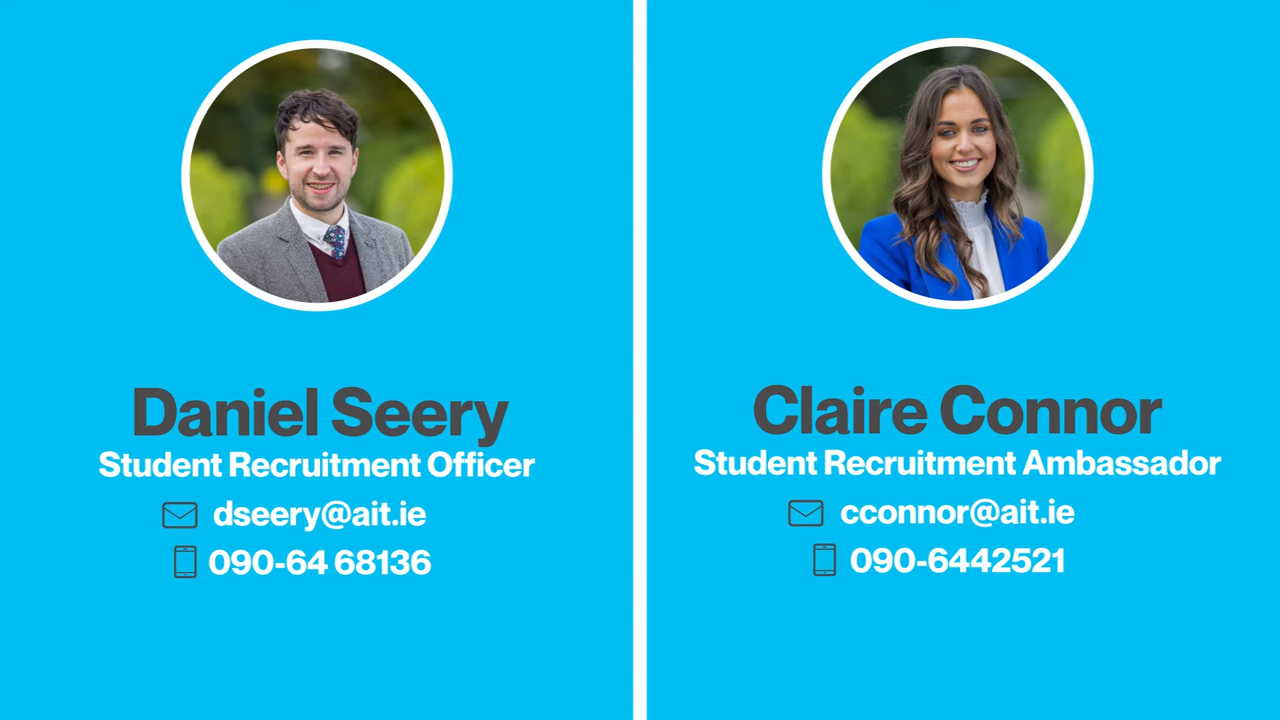 Daniel Seery
Student Recruitment Officer
dseery@ait.ie
090-64 68136
Claire Connor
Student Recruitment Ambassador
cconnor@ait.ie
090-6442521